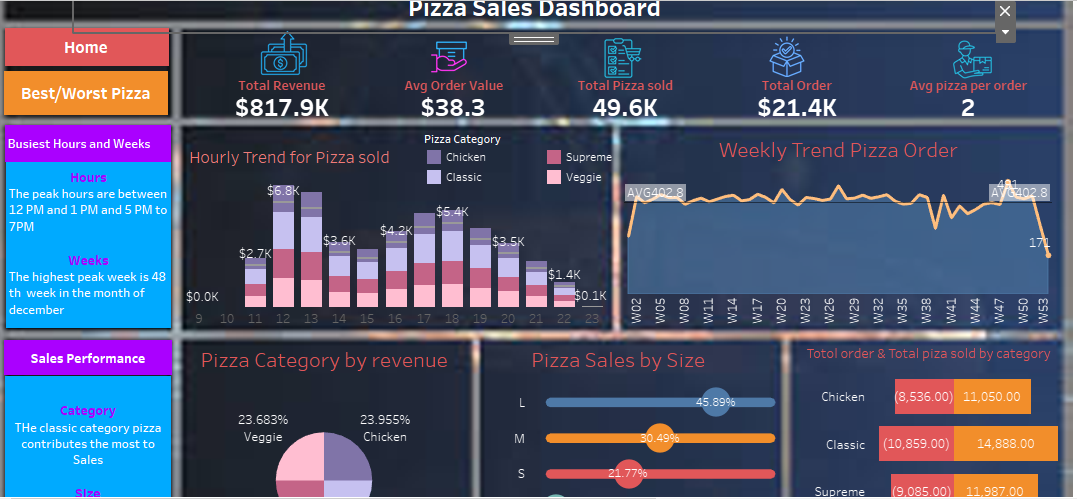 Pizza Sales Dashboard
Home
Best/Worst Pizza
Total Revenue
$817.9K
Avg Order Value
$38.3
Total Pizza sold
49.6K
Total Order
$21.4K
Avg pizza per order
2
Busiest Hours and Weeks
Hours
The peak hours are between
12 PM and 1 PM and 5 PM to
7PM
Weeks
The highest peak week is 48
th week in the month of
december
Hourly Trend for Pizza sold
Pizza Category
Chicken
Supreme
Classic
Veggie
$0.0K
$2.7K
$6.8K
$3.6K
$4.2K
$5.4K
$3.5K
$1.4K
$0.1K
9 10 11 12 13 14 15 16 17 18 19 20 21 22 23
Weekly Trend Pizza Order
AVG402.8
AVG402.8
171
W02 W05 W08 W11 W14 W17 W20 W23 W26 W29 W32 W35 W38 W41 W44 W47 W50 W53
Sales Performance
Category
THe classic category pizza
contributes the most to
Sales
Size
Pizza Category by revenue
23.683%
Veggie
23.955%
Chicken
Pizza Sales by Size
L
45.89%
M
30.49%
S
21.77%
Totol order & Total piza sold by category
Chicken (8,536.00) 11,050.00
Classic (10,859.00) 14,888.00
Supreme (9,085.00) 11,987.00